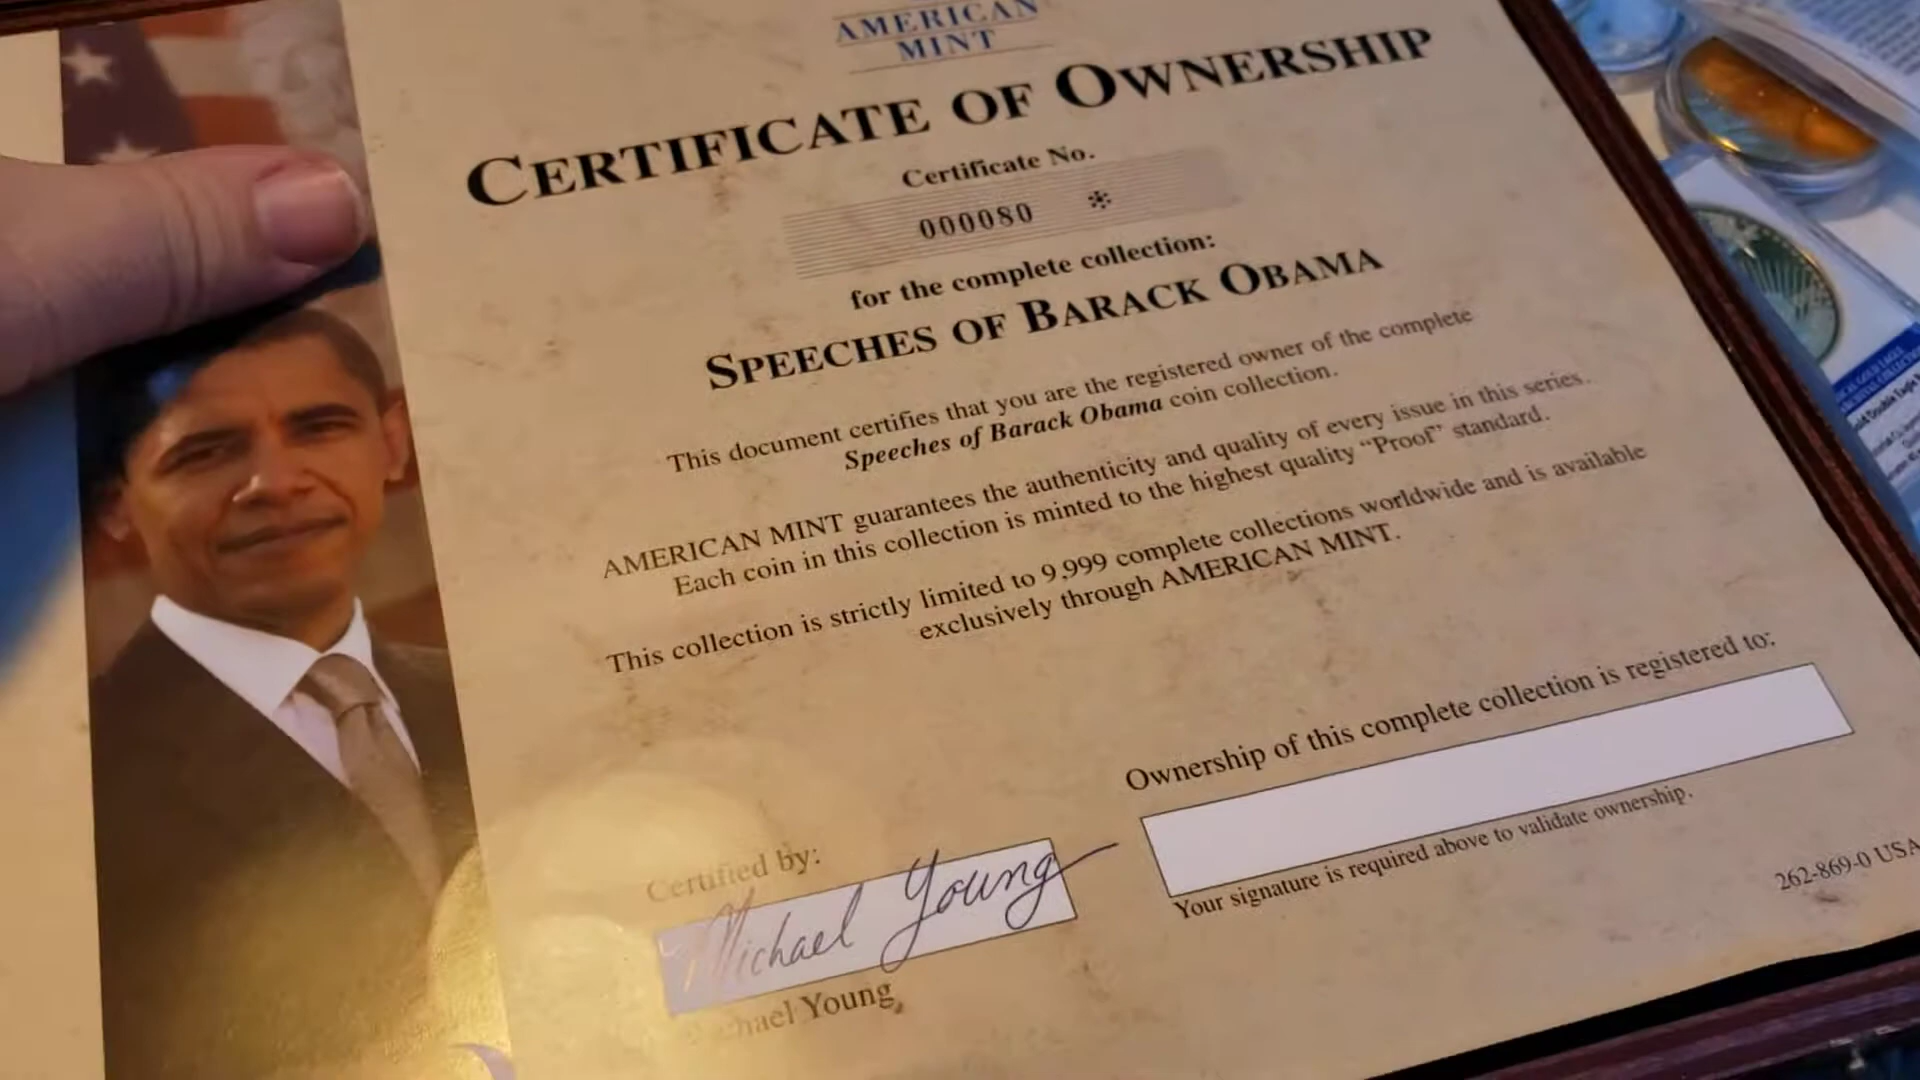 AMERICAN
MINT
CERTIFICATE OF OWNERSHIP
Certificate No.
000080 *
for the complete collection:
SPEECHES OF BARACK OBAMA
This document certifies that you are the registered owner of the complete
Speeches of Barack Obama coin collection.
AMERICAN MINT guarantees the authenticity and quality of every issue in this series.
Each coin in this collection is minted to the highest quality “Proof” standard.
This collection is strictly limited to 9,999 complete collections worldwide and is available
exclusively through AMERICAN MINT.
Ownership of this complete collection is registered to:
Your signature is required above to validate ownership.
Certified by:
Michael Young
Michael Young
262-869-0 USA